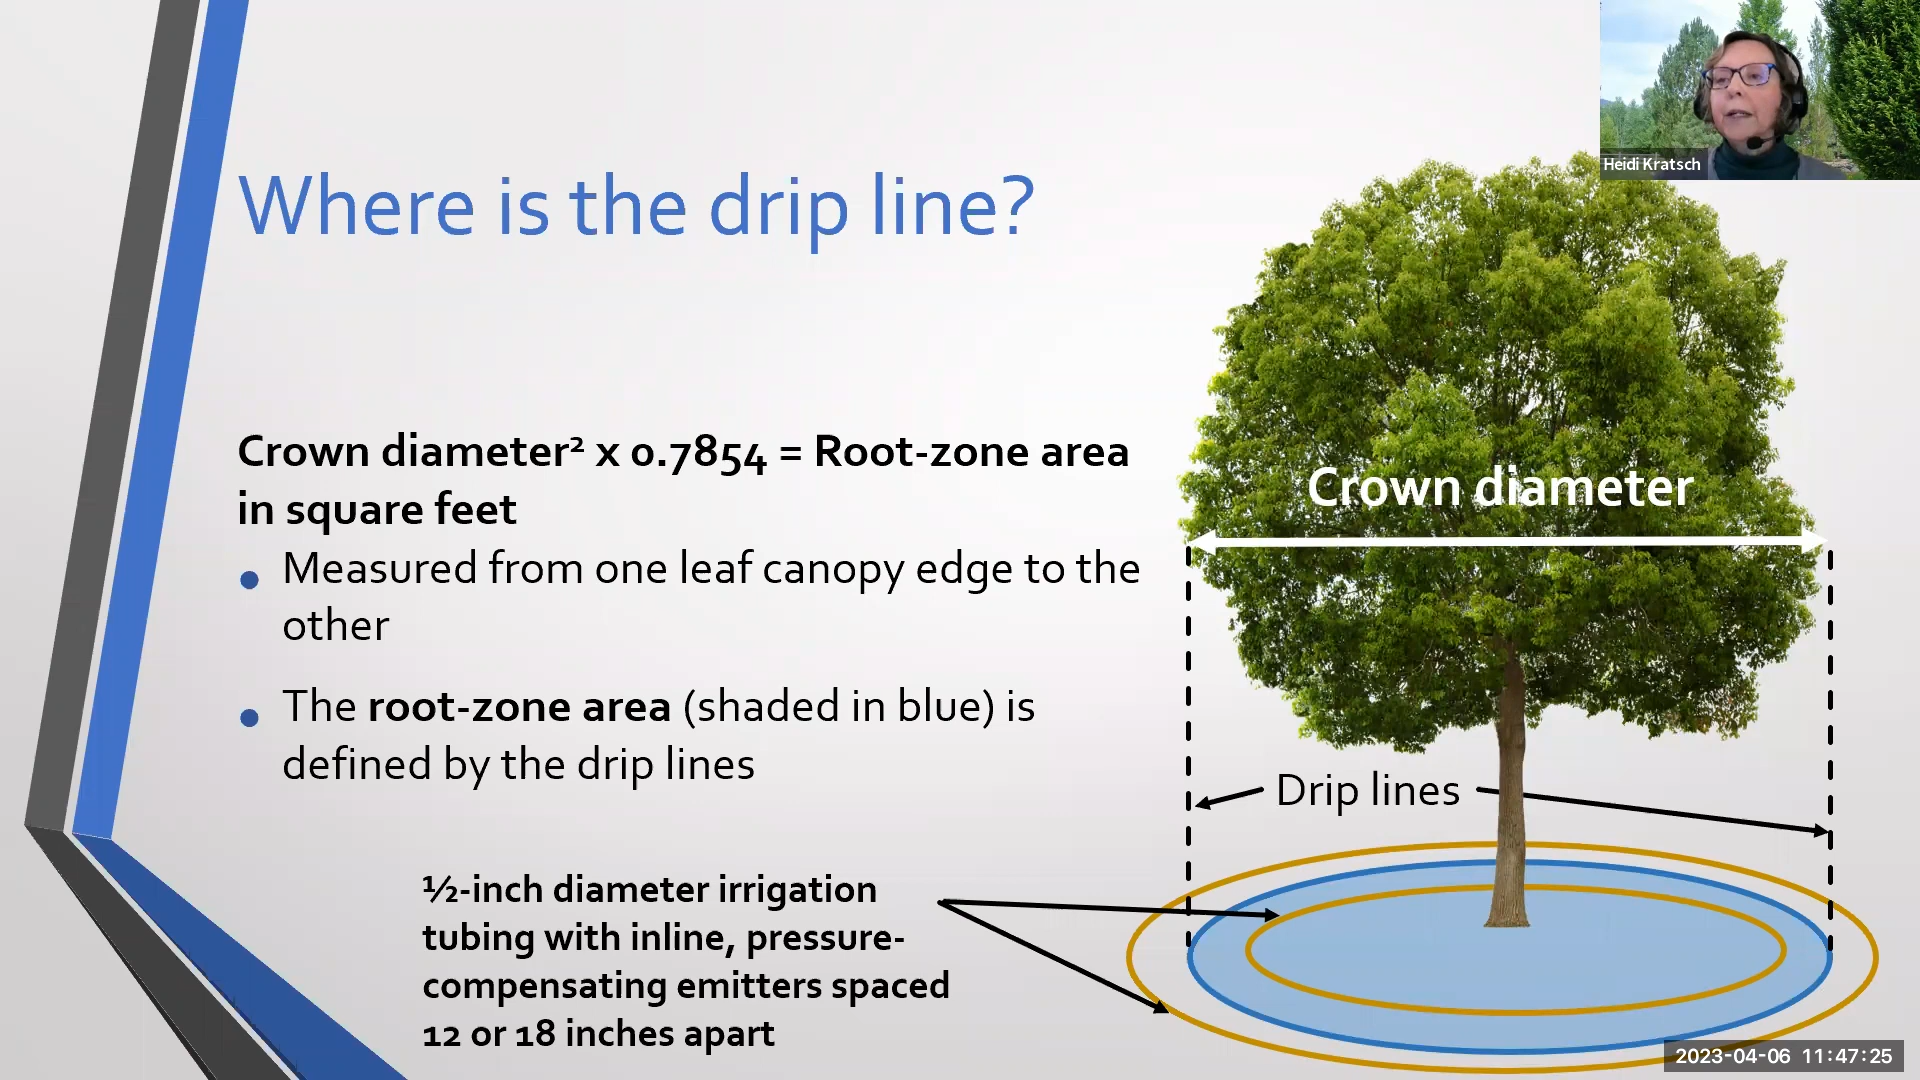 Heidi Kratsch
Where is the drip line?
Crown diameter² x 0.7854 = Root-zone area
in square feet
Measured from one leaf canopy edge to the
other
The root-zone area (shaded in blue) is
defined by the drip lines
½-inch diameter irrigation
tubing with inline, pressure-
compensating emitters spaced
12 or 18 inches apart
Crown diameter
Drip lines
2023-04-06 11:47:25